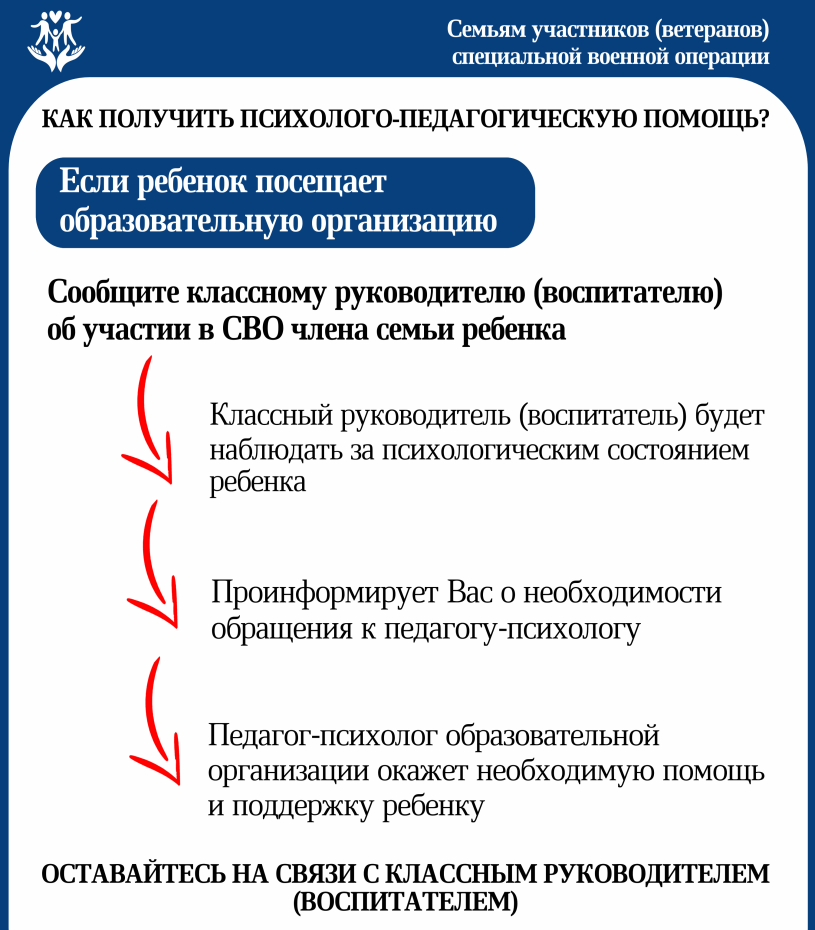 Семьям участников (ветеранов)
специальной военной операции
КАК ПОЛУЧИТЬ ПСИХОЛОГО-ПЕДАГОГИЧЕСКУЮ ПОМОЩЬ?
Если ребенок посещает
образовательную организацию
Сообщите классному руководителю (воспитателю)
об участии в СВО члена семьи ребенка
Классный руководитель (воспитатель) будет
наблюдать за психологическим состоянием
ребенка
Проинформирует Вас о необходимости
обращения к педагогу-психологу
Педагог-психолог образовательной
организации окажет необходимую помощь
и поддержку ребенку
ОСТАВАЙТЕСЬ НА СВЯЗИ С КЛАССНЫМ РУКОВОДИТЕЛЕМ
(ВОСПИТАТЕЛЕМ)